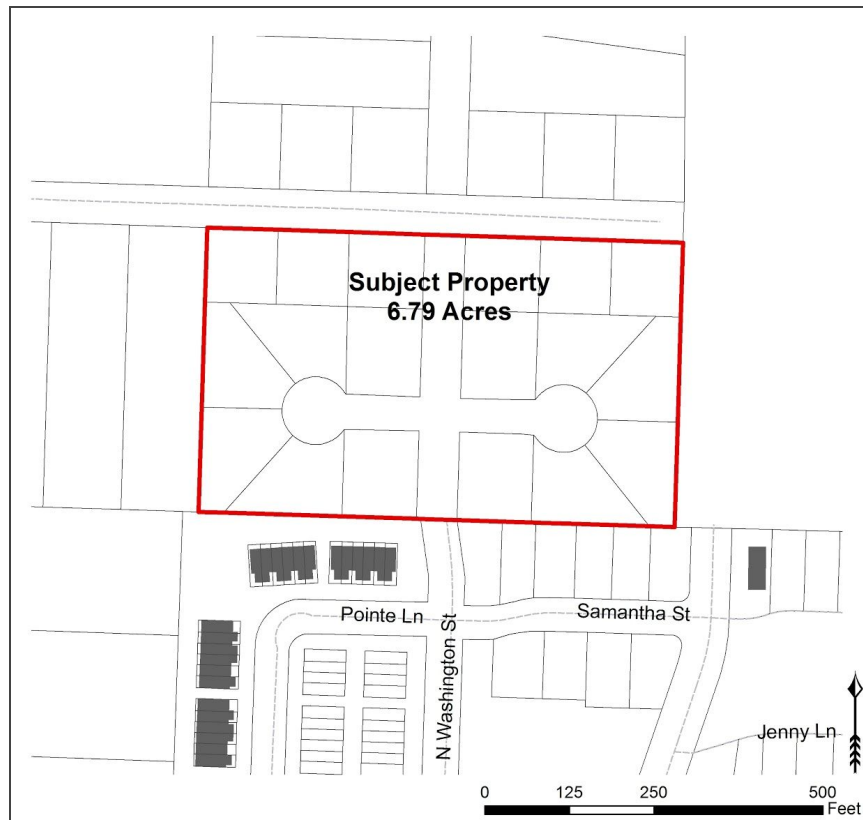 Subject Property
6.79 Acres
Pointe Ln
Samantha St
N Washington St
Jenny Ln
0 125 250 500
Feet